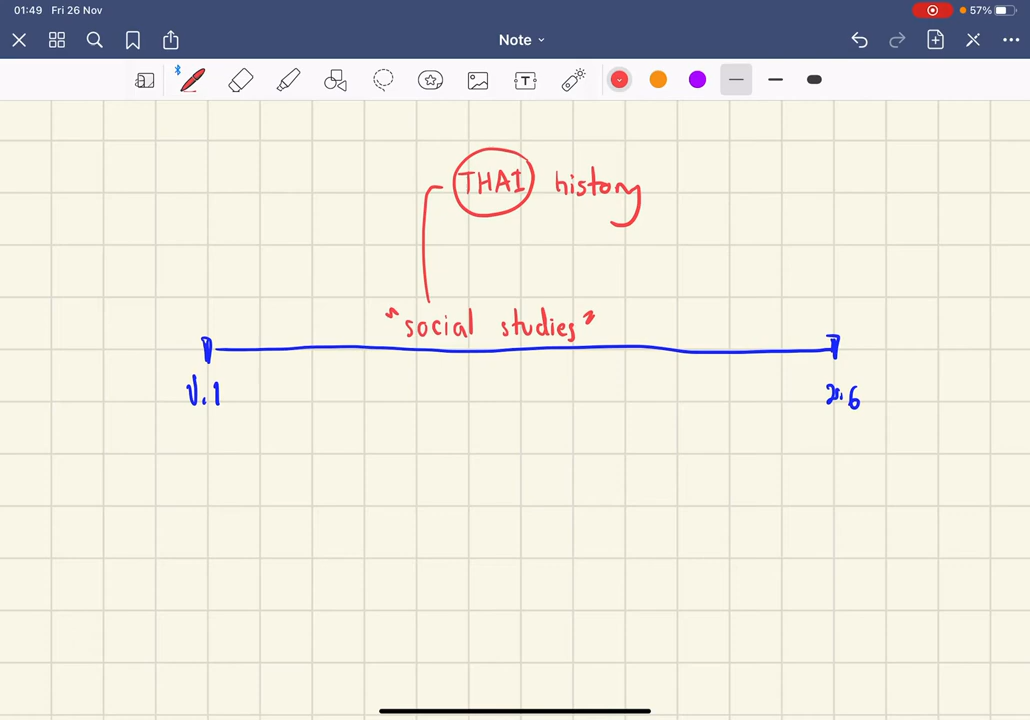 01:49 Fri 26 Nov
57%
Note
T
THAI history
"social studies"
ป.1
ม.6